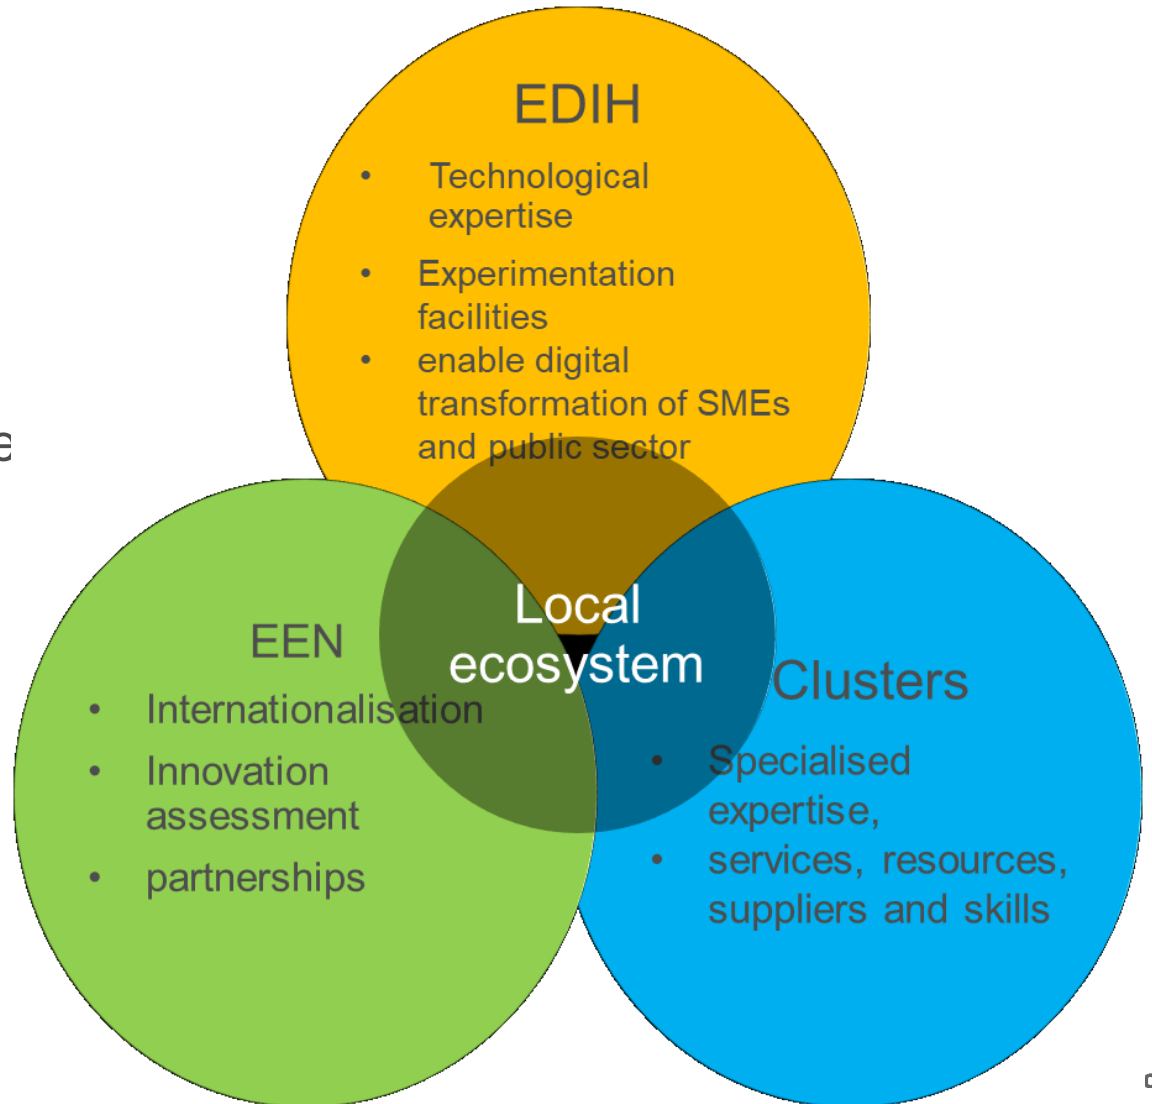 EDIH
• Technological
expertise
• Experimentation
facilities
• enable digital
transformation of SMEs
and public sector
Local
ecosystem
EEN
• Internationalisation
• Innovation
assessment
• partnerships
Clusters
• Specialised
expertise,
• services, resources,
suppliers and skills